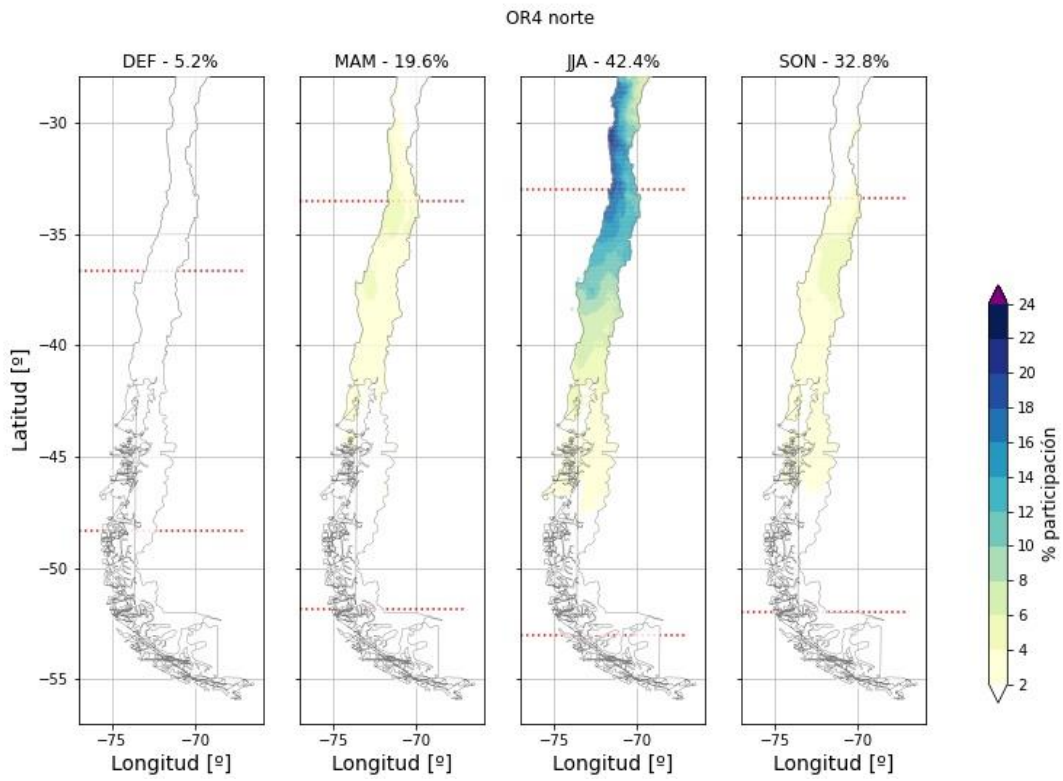 OR4 norte
DEF - 5.2%
MAM - 19.6%
JJA - 42.4%
SON - 32.8%
Latitud [º]
−30
−35
−40
−45
−50
−55
−75
−70
−75
−70
−75
−70
−75
−70
Longitud [º]
Longitud [º]
Longitud [º]
Longitud [º]
24
22
20
18
16
14
12
10
8
6
4
2
% participación